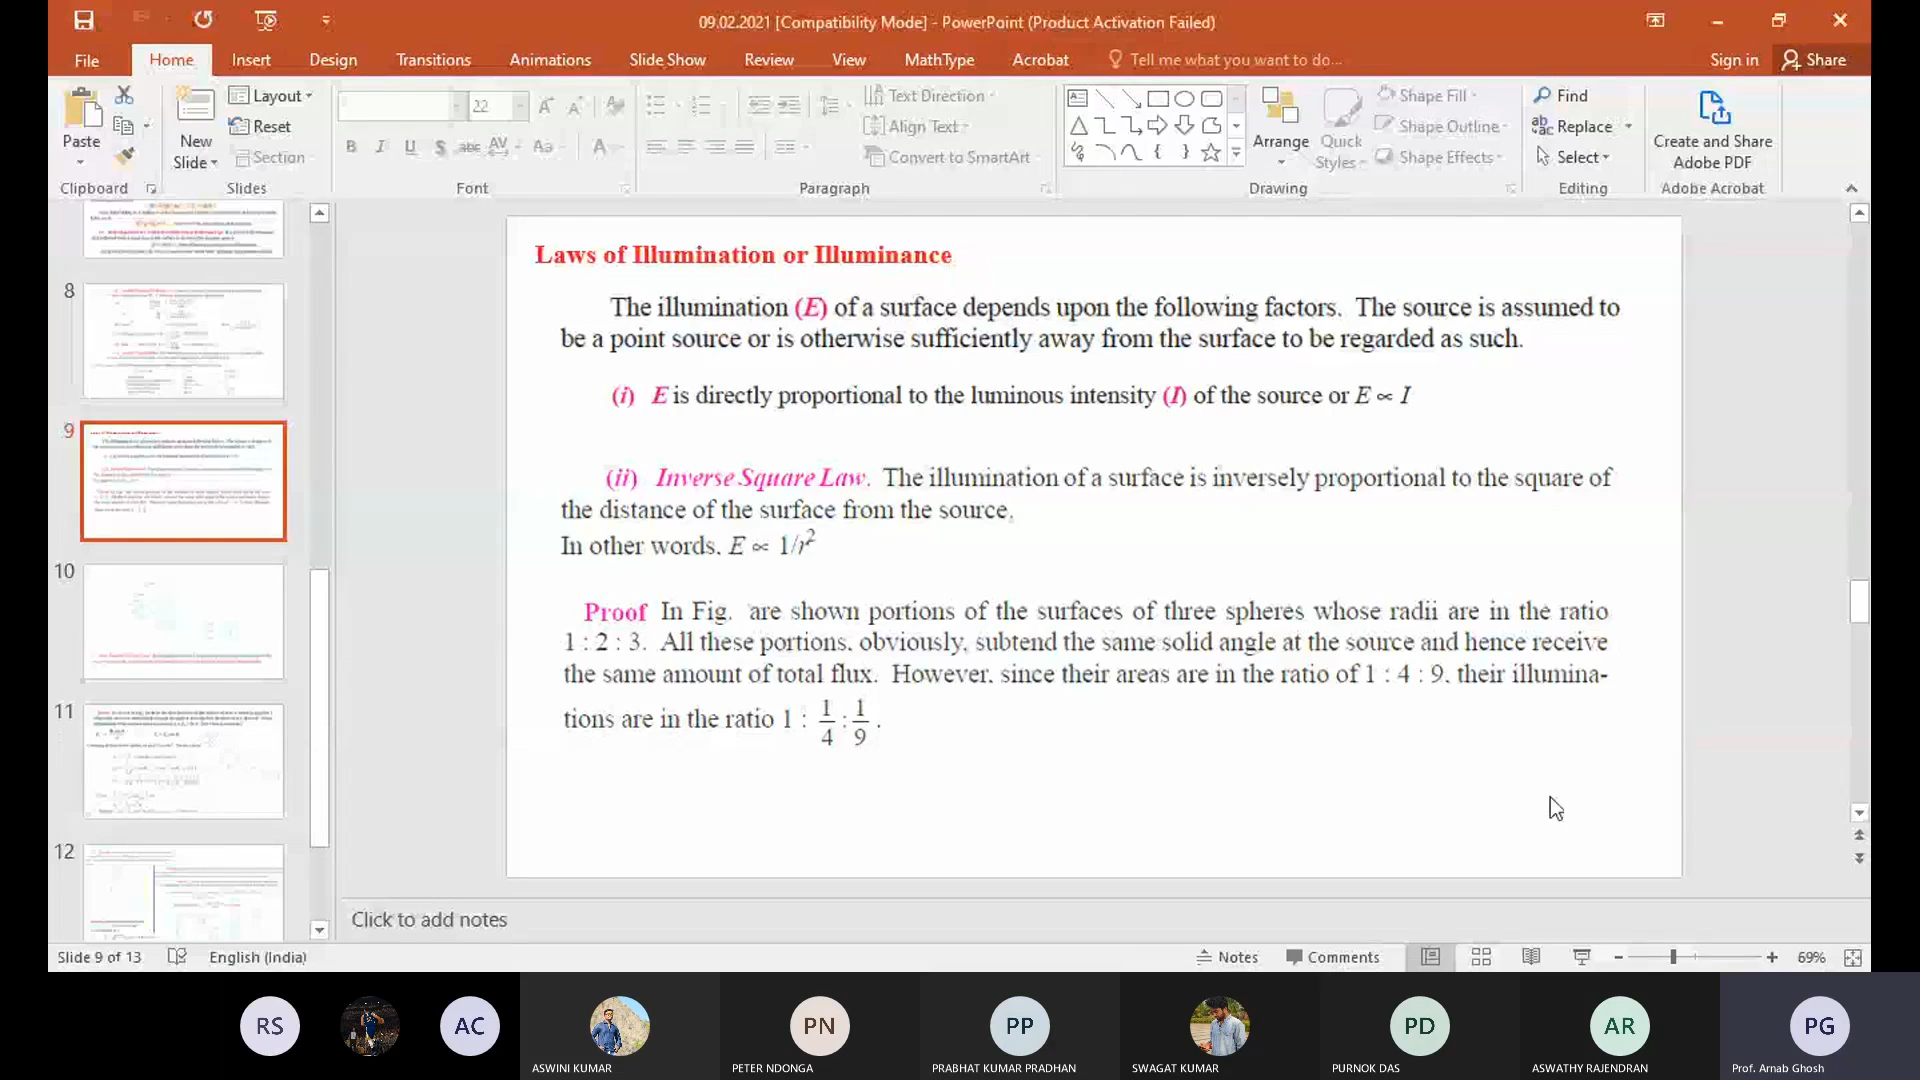 09.02.2021 [Compatibility Mode] - PowerPoint (Product Activation Failed)
File Home Insert Design Transitions Animations Slide Show Review View MathType Acrobat Tell me what you want to do... Sign in Share
Paste
Clipboard
New Slide
Layout
Reset
Section
Slides
22
B I U S abc AV Aa A
Font
Text Direction
Align Text
Convert to SmartArt
Paragraph
Arrange
Quick Styles
Shape Fill
Shape Outline
Shape Effects
Drawing
Find
Replace
Select
Editing
Create and Share
Adobe PDF
Adobe Acrobat
8
9
10
11
12
Laws of Illumination or Illuminance
The illumination (E) of a surface depends upon the following factors. The source is assumed to
be a point source or is otherwise sufficiently away from the surface to be regarded as such.
(i) E is directly proportional to the luminous intensity (I) of the source or E ∝ I
(ii) Inverse Square Law. The illumination of a surface is inversely proportional to the square of
the distance of the surface from the source.
In other words, E ∝ 1/r²
Proof In Fig. are shown portions of the surfaces of three spheres whose radii are in the ratio
1 : 2 : 3. All these portions, obviously, subtend the same solid angle at the source and hence receive
the same amount of total flux. However, since their areas are in the ratio of 1 : 4 : 9, their illumina-
tions are in the ratio 1 : 1/4 : 1/9 .
Click to add notes
Slide 9 of 13 English (India) Notes Comments 69%
RS AC PN PP PD AR PG
ASWINI KUMAR PETER NDONGA PRABHAT KUMAR PRADHAN SWAGAT KUMAR PURNOK DAS ASWATHY RAJENDRAN Prof. Arnab Ghosh